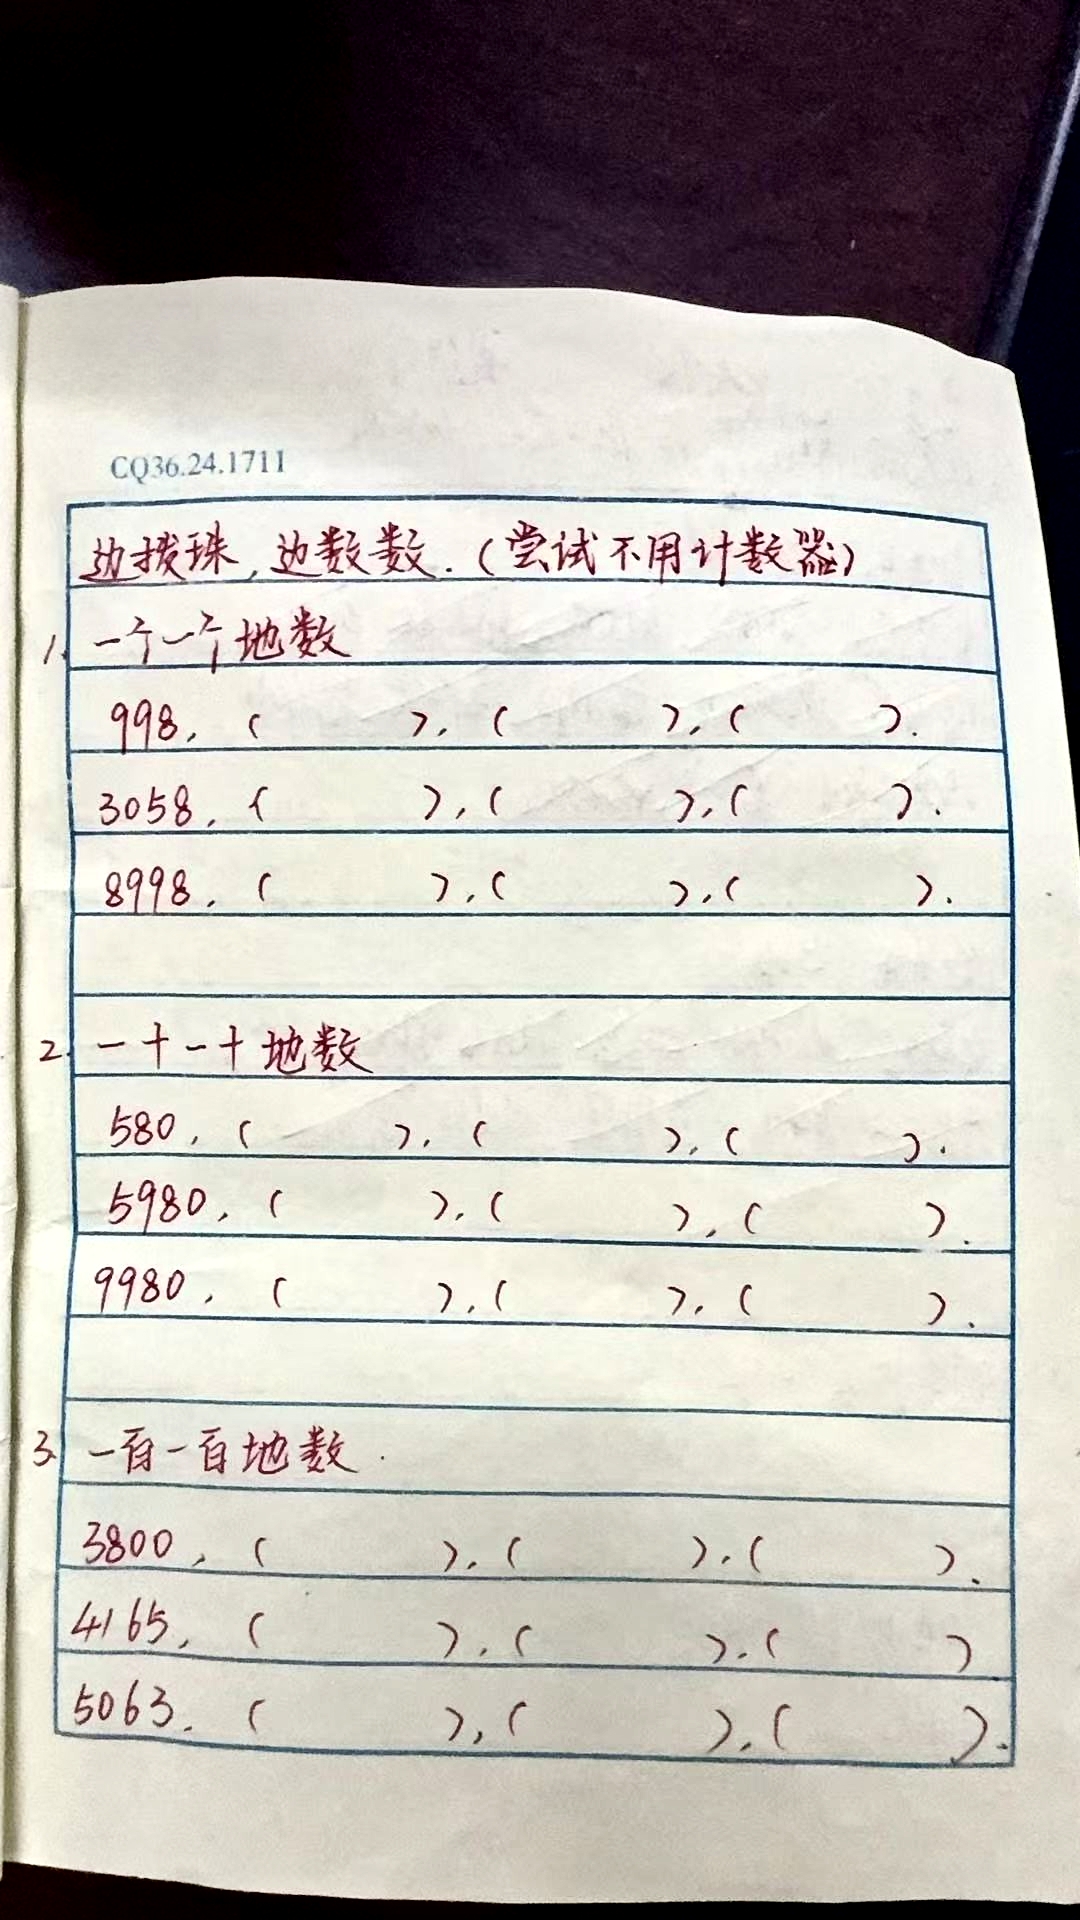 CQ36.24.1711
边拨珠,边数数.(尝试不用计数器)
1. 一个一个地数
998, (      ), (      ), (      ).
3058, (      ), (      ), (      ).
8998, (      ), (      ), (      ).
2. 一十一十地数
580, (      ), (      ), (      ).
5980, (      ), (      ), (      ).
9980, (      ), (      ), (      ).
3. 一百一百地数.
3800, (      ), (      ), (      ).
4165, (      ), (      ), (      )
5063, (      ), (      ), (      ).